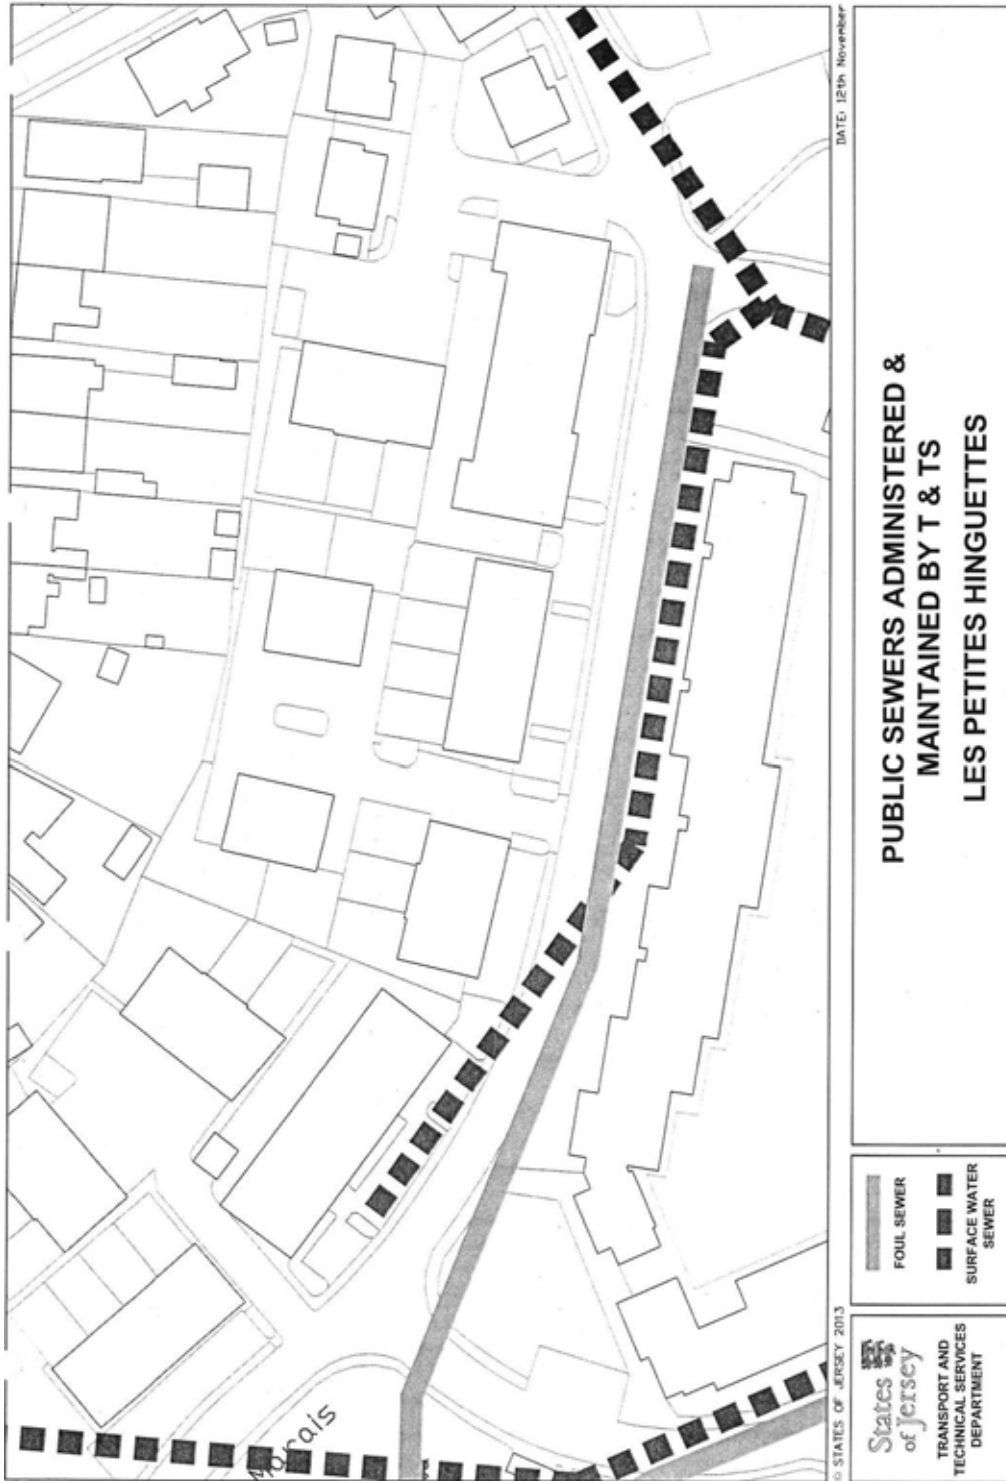 Marais
© STATES OF JERSEY 2013
DATE: 12th November
States
of Jersey
TRANSPORT AND
TECHNICAL SERVICES
DEPARTMENT
FOUL SEWER
SURFACE WATER
SEWER
PUBLIC SEWERS ADMINISTERED &
MAINTAINED BY T & TS
LES PETITES HINGUETTES